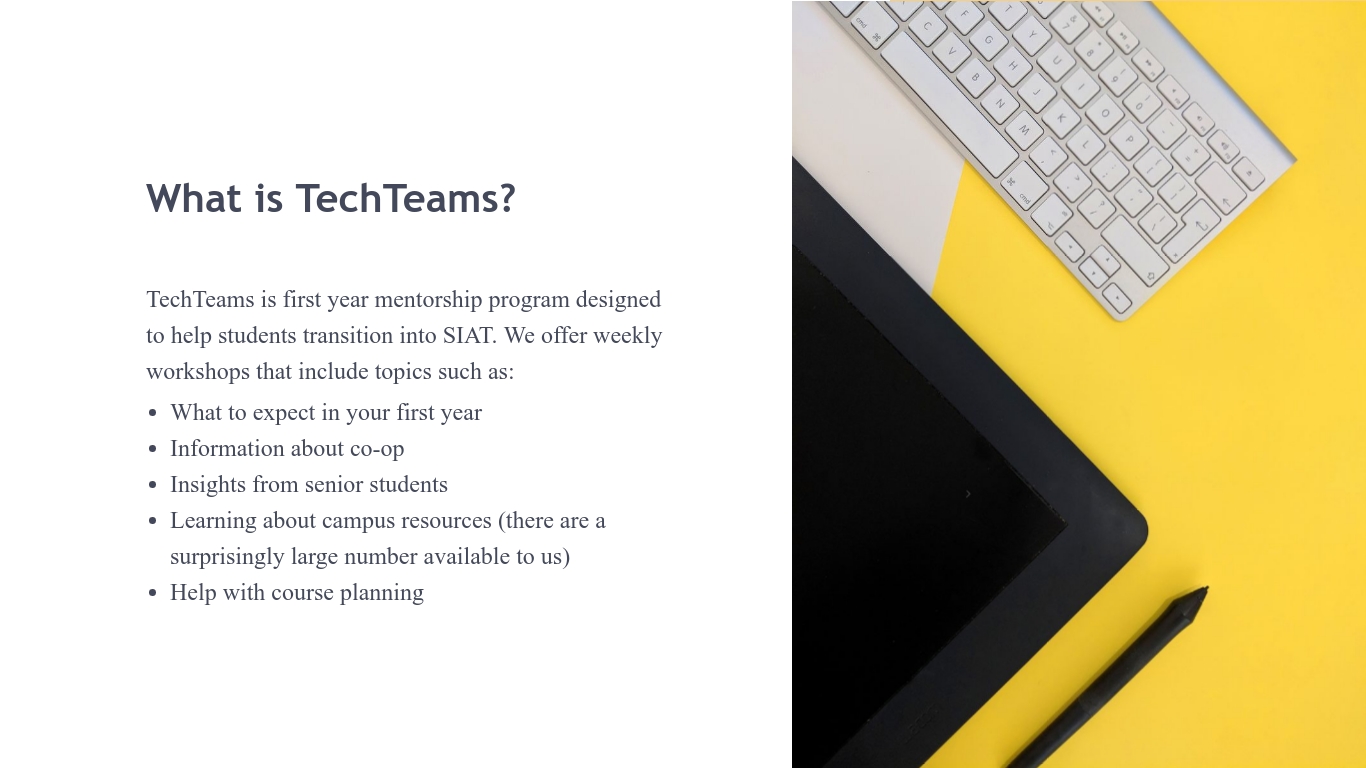 What is TechTeams?
TechTeams is first year mentorship program designed
to help students transition into SIAT. We offer weekly
workshops that include topics such as:
• What to expect in your first year
• Information about co-op
• Insights from senior students
• Learning about campus resources (there are a
surprisingly large number available to us)
• Help with course planning